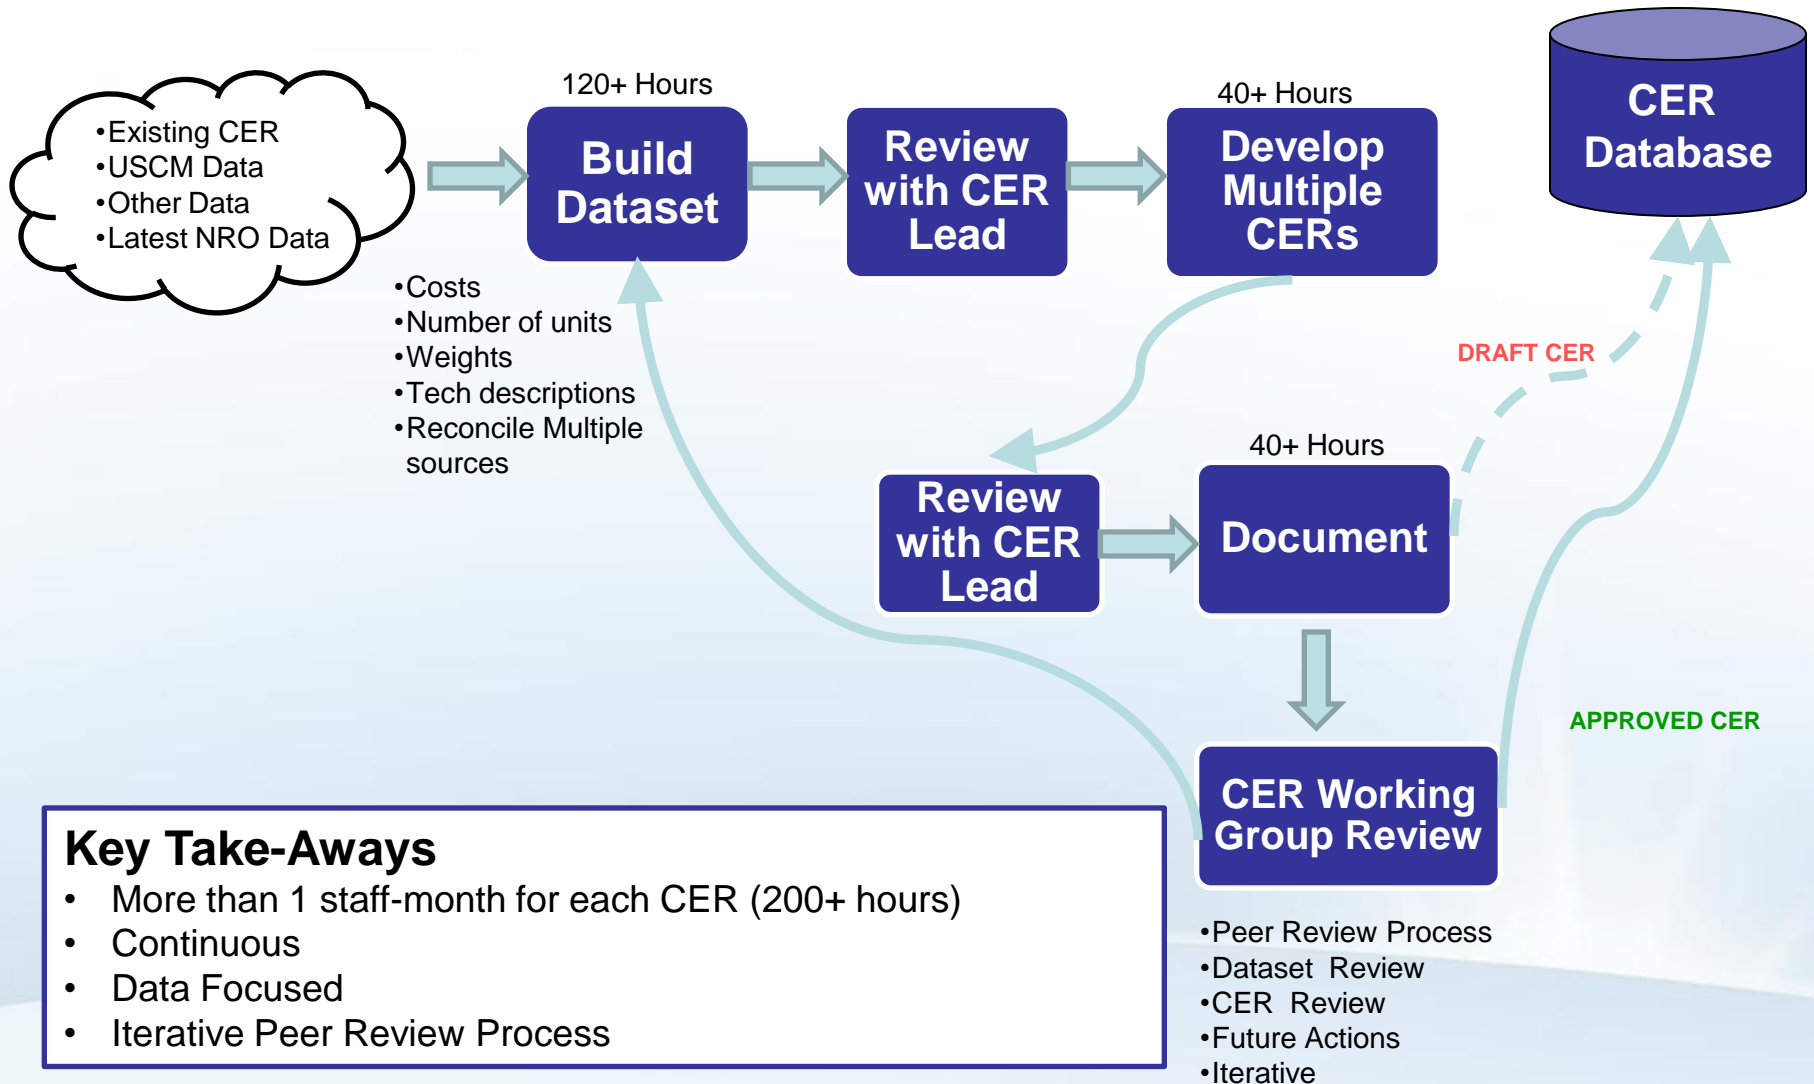 •Existing CER
•USCM Data
•Other Data
•Latest NRO Data
120+ Hours
Build
Dataset
•Costs
•Number of units
•Weights
•Tech descriptions
•Reconcile Multiple
sources
Review
with CER
Lead
40+ Hours
Develop
Multiple
CERs
CER
Database
DRAFT CER
Review
with CER
Lead
40+ Hours
Document
APPROVED CER
CER Working
Group Review
•Peer Review Process
•Dataset Review
•CER Review
•Future Actions
•Iterative
Key Take-Aways
• More than 1 staff-month for each CER (200+ hours)
• Continuous
• Data Focused
• Iterative Peer Review Process